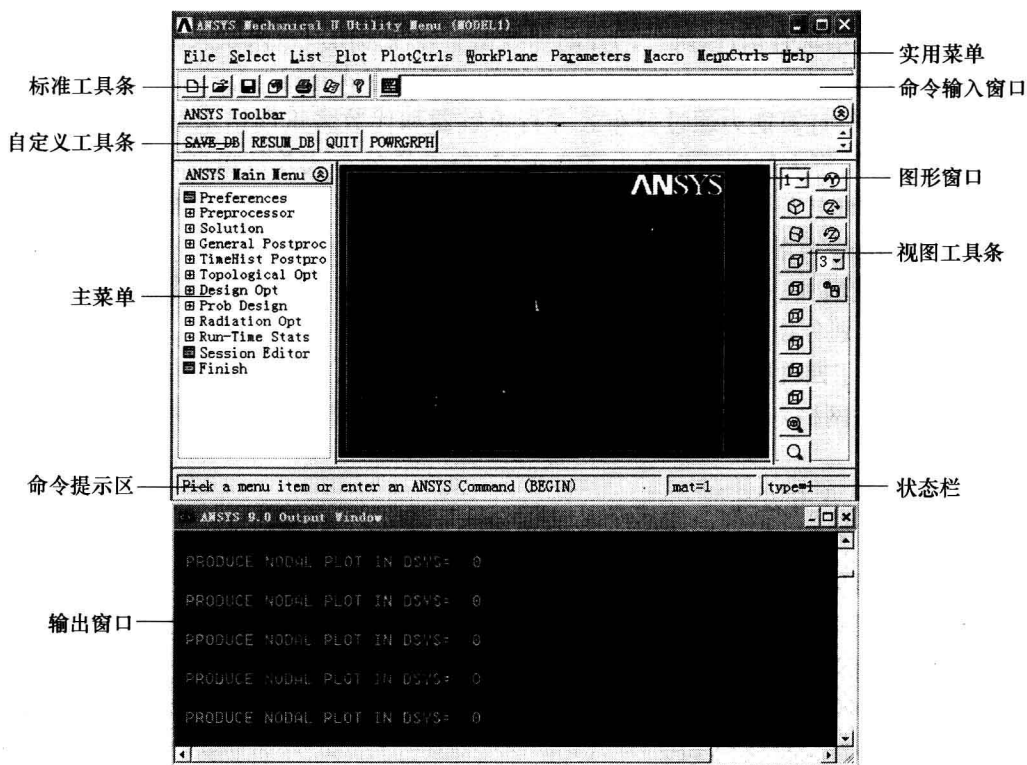 ANSYS Mechanical U Utility Menu (MODEL1)
File Select List Plot PlotCtrls WorkPlane Parameters Macro MenuCtrls Help
实用菜单
标准工具条
命令输入窗口
ANSYS Toolbar
自定义工具条
SAVE_DB RESUM_DB QUIT POWRGRPH
ANSYS Main Menu
ANSYS
1
图形窗口
Preferences
Preprocessor
Solution
General Postproc
TimeHist Postpro
Topological Opt
Design Opt
Prob Design
Radiation Opt
Run-Time Stats
Session Editor
Finish
主菜单
3
视图工具条
命令提示区
Pick a menu item or enter an ANSYS Command (BEGIN)
mat=1
type=1
状态栏
ANSYS 9.0 Output Window
PRODUCE NODAL PLOT IN DSYS= 0
PRODUCE NODAL PLOT IN DSYS= 0
输出窗口
PRODUCE NODAL PLOT IN DSYS= 0
PRODUCE NODAL PLOT IN DSYS= 0
PRODUCE NODAL PLOT IN DSYS= 0